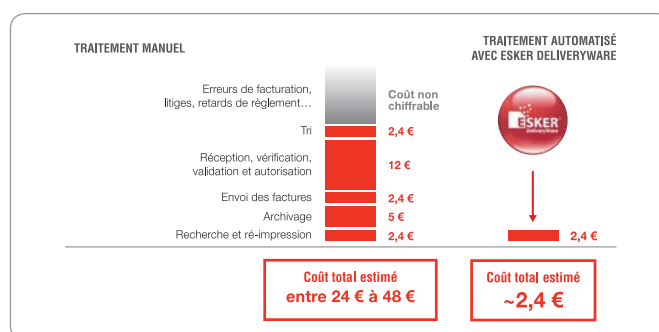 TRAITEMENT MANUEL
TRAITEMENT AUTOMATISÉ
AVEC ESKER DELIVERYWARE
Erreurs de facturation,
litiges, retards de règlement…
Coût non
chiffrable
Tri
2,4 €
Réception, vérification,
validation et autorisation
12 €
Envoi des factures
2,4 €
Archivage
5 €
Recherche et ré-impression
2,4 €
ESKER
DeliveryWare
2,4 €
Coût total estimé
entre 24 € à 48 €
Coût total estimé
~2,4 €